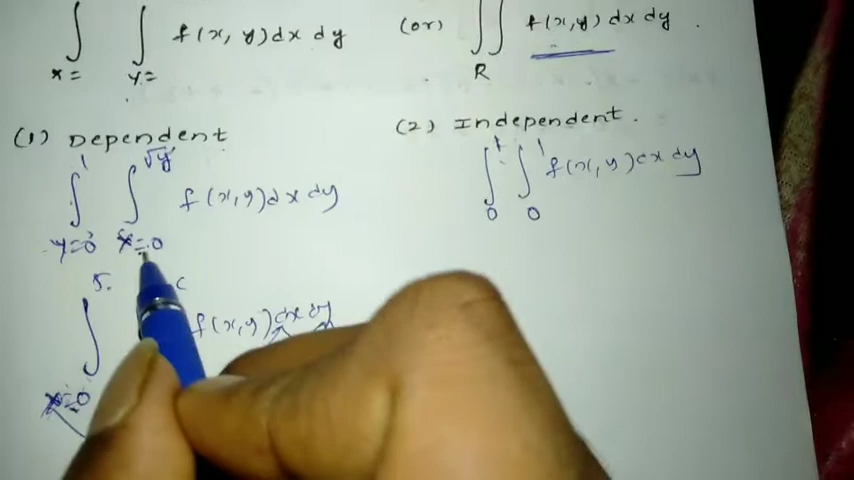 ∫ ∫ f(x, y) dx dy (or) ∬ f(x,y) dx dy .
x= y= R
(1) Dependent (2) Independent .
1 √y 1 1
∫ ∫ f(x,y) dx dy ∫ ∫ f(x,y) dx dy
y=0 x=0 0 0
5.
∫ f(x,y) dx dy
x=0